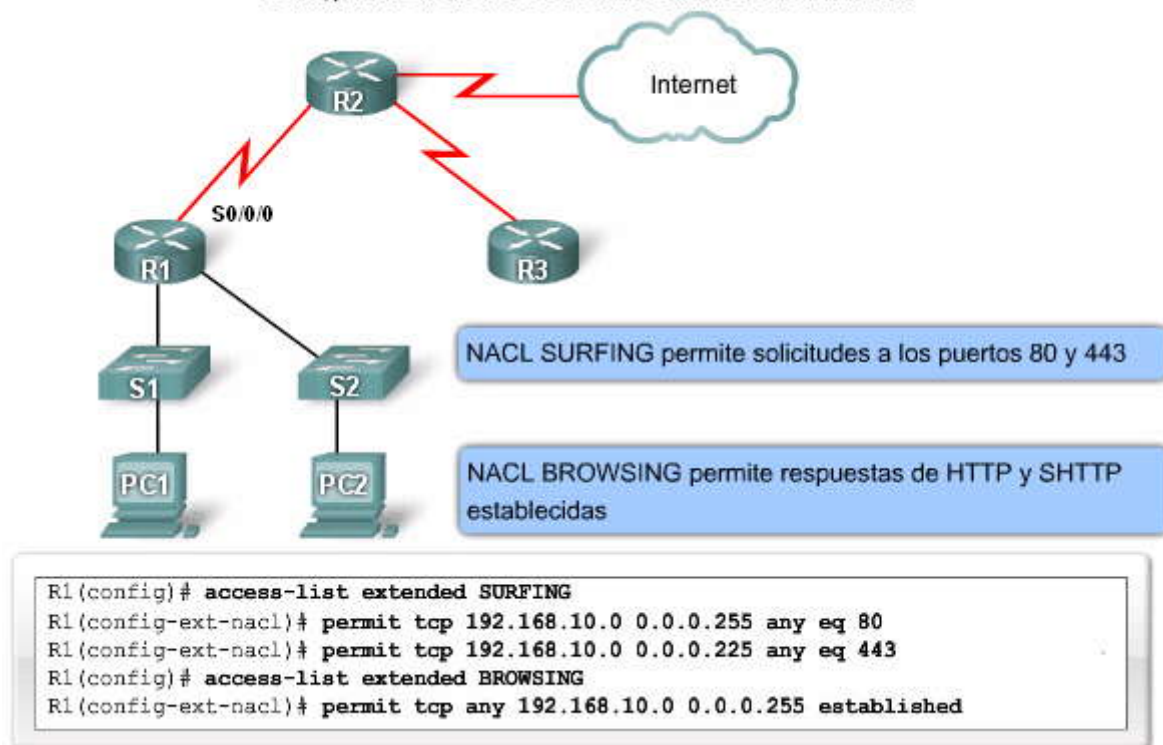 Internet
R2
S0/0/0
R1
R3
S1
S2
NACL SURFING permite solicitudes a los puertos 80 y 443
PC1
PC2
NACL BROWSING permite respuestas de HTTP y SHTTP
establecidas
R1(config)# access-list extended SURFING
R1(config-ext-nacl)# permit tcp 192.168.10.0 0.0.0.255 any eq 80
R1(config-ext-nacl)# permit tcp 192.168.10.0 0.0.0.225 any eq 443
R1(config)# access-list extended BROWSING
R1(config-ext-nacl)# permit tcp any 192.168.10.0 0.0.0.255 established